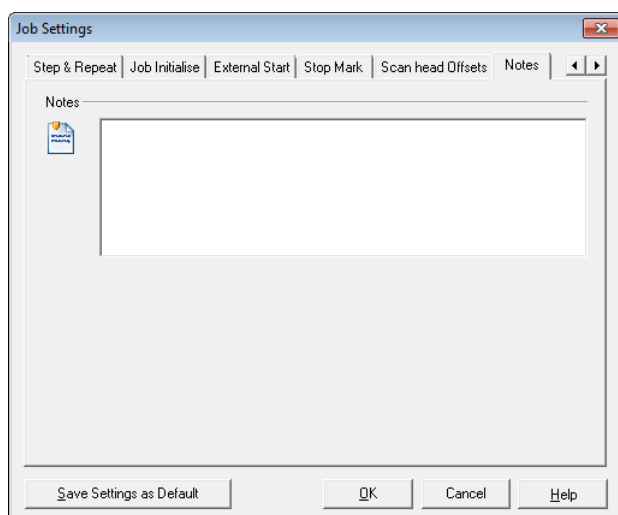 Job Settings
Step & Repeat Job Initialise External Start Stop Mark Scan head Offsets Notes
Notes
Save Settings as Default OK Cancel Help